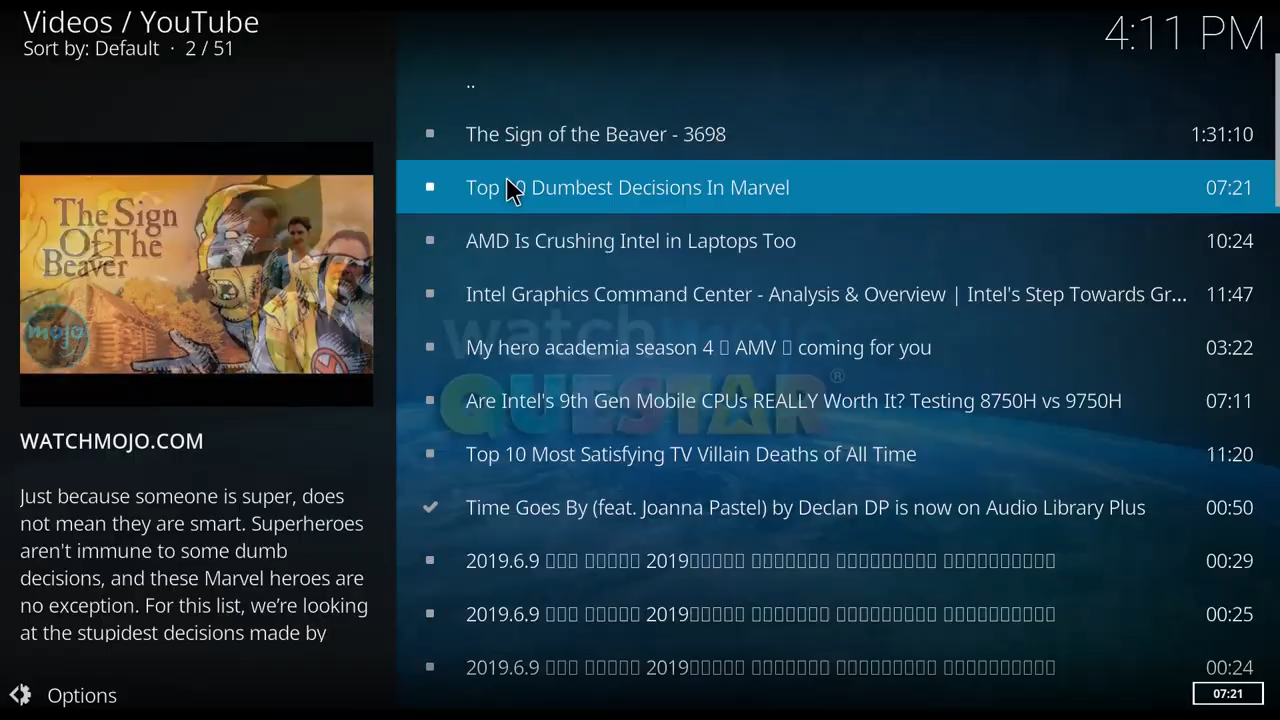 Videos / YouTube
Sort by: Default · 2 / 51
4:11 PM
..
The Sign of the Beaver - 3698 1:31:10
Top 10 Dumbest Decisions In Marvel 07:21
AMD Is Crushing Intel in Laptops Too 10:24
Intel Graphics Command Center - Analysis & Overview | Intel's Step Towards Gr... 11:47
My hero academia season 4 AMV coming for you 03:22
Are Intel's 9th Gen Mobile CPUs REALLY Worth It? Testing 8750H vs 9750H 07:11
Top 10 Most Satisfying TV Villain Deaths of All Time 11:20
Time Goes By (feat. Joanna Pastel) by Declan DP is now on Audio Library Plus 00:50
2019.6.9 2019 00:29
2019.6.9 2019 00:25
2019.6.9 2019 00:24
The Sign
Of The
Beaver
mojo
watchmojo
QUESTAR®
WATCHMOJO.COM
Just because someone is super, does
not mean they are smart. Superheroes
aren't immune to some dumb
decisions, and these Marvel heroes are
no exception. For this list, we're looking
at the stupidest decisions made by
Options
07:21